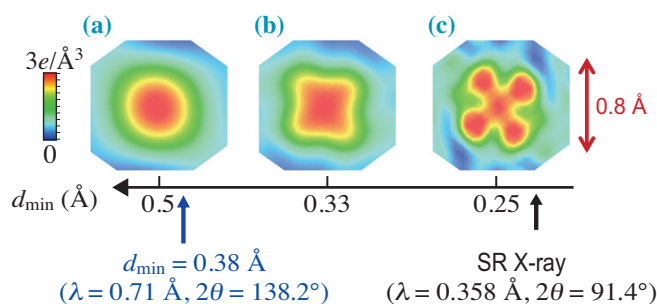 (a) (b) (c)
3e/Å³
0
0.8 Å
d_min (Å)
0.5 0.33 0.25
d_min = 0.38 Å SR X-ray
(λ = 0.71 Å, 2θ = 138.2°) (λ = 0.358 Å, 2θ = 91.4°)